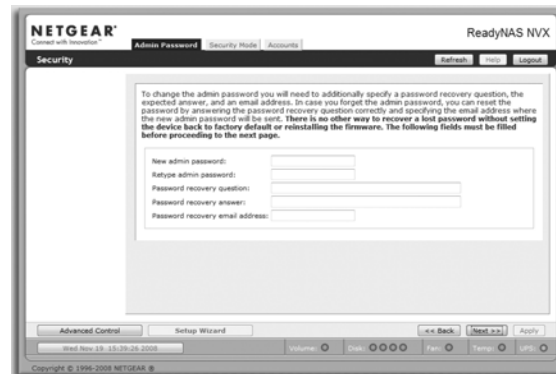 NETGEAR®
Connect with Innovation™
ReadyNAS NVX
Admin Password
Security Mode
Accounts
Security
Refresh
Help
Logout
To change the admin password you will need to additionally specify a password recovery question, the
expected answer, and an email address. In case you forget the admin password, you can reset the
password by answering the password recovery question correctly and specifying the email address where
the new admin password will be sent. There is no other way to recover a lost password without setting
the device back to factory default or reinstalling the firmware. The following fields must be filled
before proceeding to the next page.
New admin password:
Retype admin password:
Password recovery question:
Password recovery answer:
Password recovery email address:
Advanced Control
Setup Wizard
<< Back
Next >>
Apply
Wed Nov 19 15:39:26 2008
Volume:
Disk:
Fan:
Temp:
UPS:
Copyright © 1996-2008 NETGEAR ®